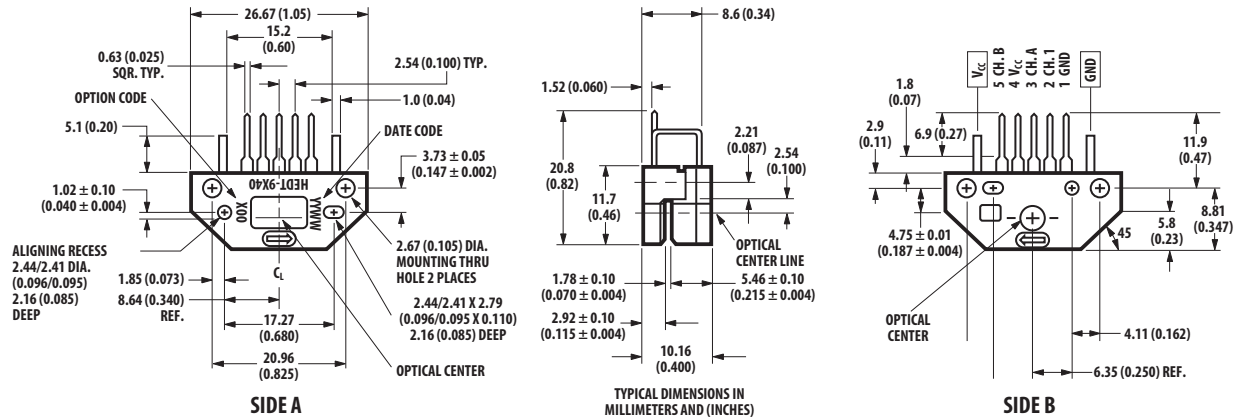 26.67 (1.05)
15.2
(0.60)
0.63 (0.025)
SQR. TYP.
2.54 (0.100) TYP.
OPTION CODE
1.0 (0.04)
5.1 (0.20)
DATE CODE
3.73 ± 0.05
(0.147 ± 0.002)
1.02 ± 0.10
(0.040 ± 0.004)
HEDT-9X40
X00
YYWW
ALIGNING RECESS
2.44/2.41 DIA.
(0.096/0.095)
2.16 (0.085)
DEEP
1.85 (0.073)
8.64 (0.340)
REF.
CL
2.67 (0.105) DIA.
MOUNTING THRU
HOLE 2 PLACES
17.27
(0.680)
2.44/2.41 X 2.79
(0.096/0.095 X 0.110)
2.16 (0.085) DEEP
20.96
(0.825)
OPTICAL CENTER
SIDE A
8.6 (0.34)
1.52 (0.060)
2.21
(0.087)
2.54
(0.100)
20.8
(0.82)
11.7
(0.46)
OPTICAL
CENTER LINE
1.78 ± 0.10
(0.070 ± 0.004)
5.46 ± 0.10
(0.215 ± 0.004)
2.92 ± 0.10
(0.115 ± 0.004)
10.16
(0.400)
TYPICAL DIMENSIONS IN
MILLIMETERS AND (INCHES)
VCC
5 CH. B
4 VCC
3 CH. A
2 CH. 1
1 GND
GND
1.8
(0.07)
2.9
(0.11)
6.9 (0.27)
11.9
(0.47)
4.75 ± 0.01
(0.187 ± 0.004)
5.8
(0.23)
8.81
(0.347)
45
OPTICAL
CENTER
4.11 (0.162)
6.35 (0.250) REF.
SIDE B